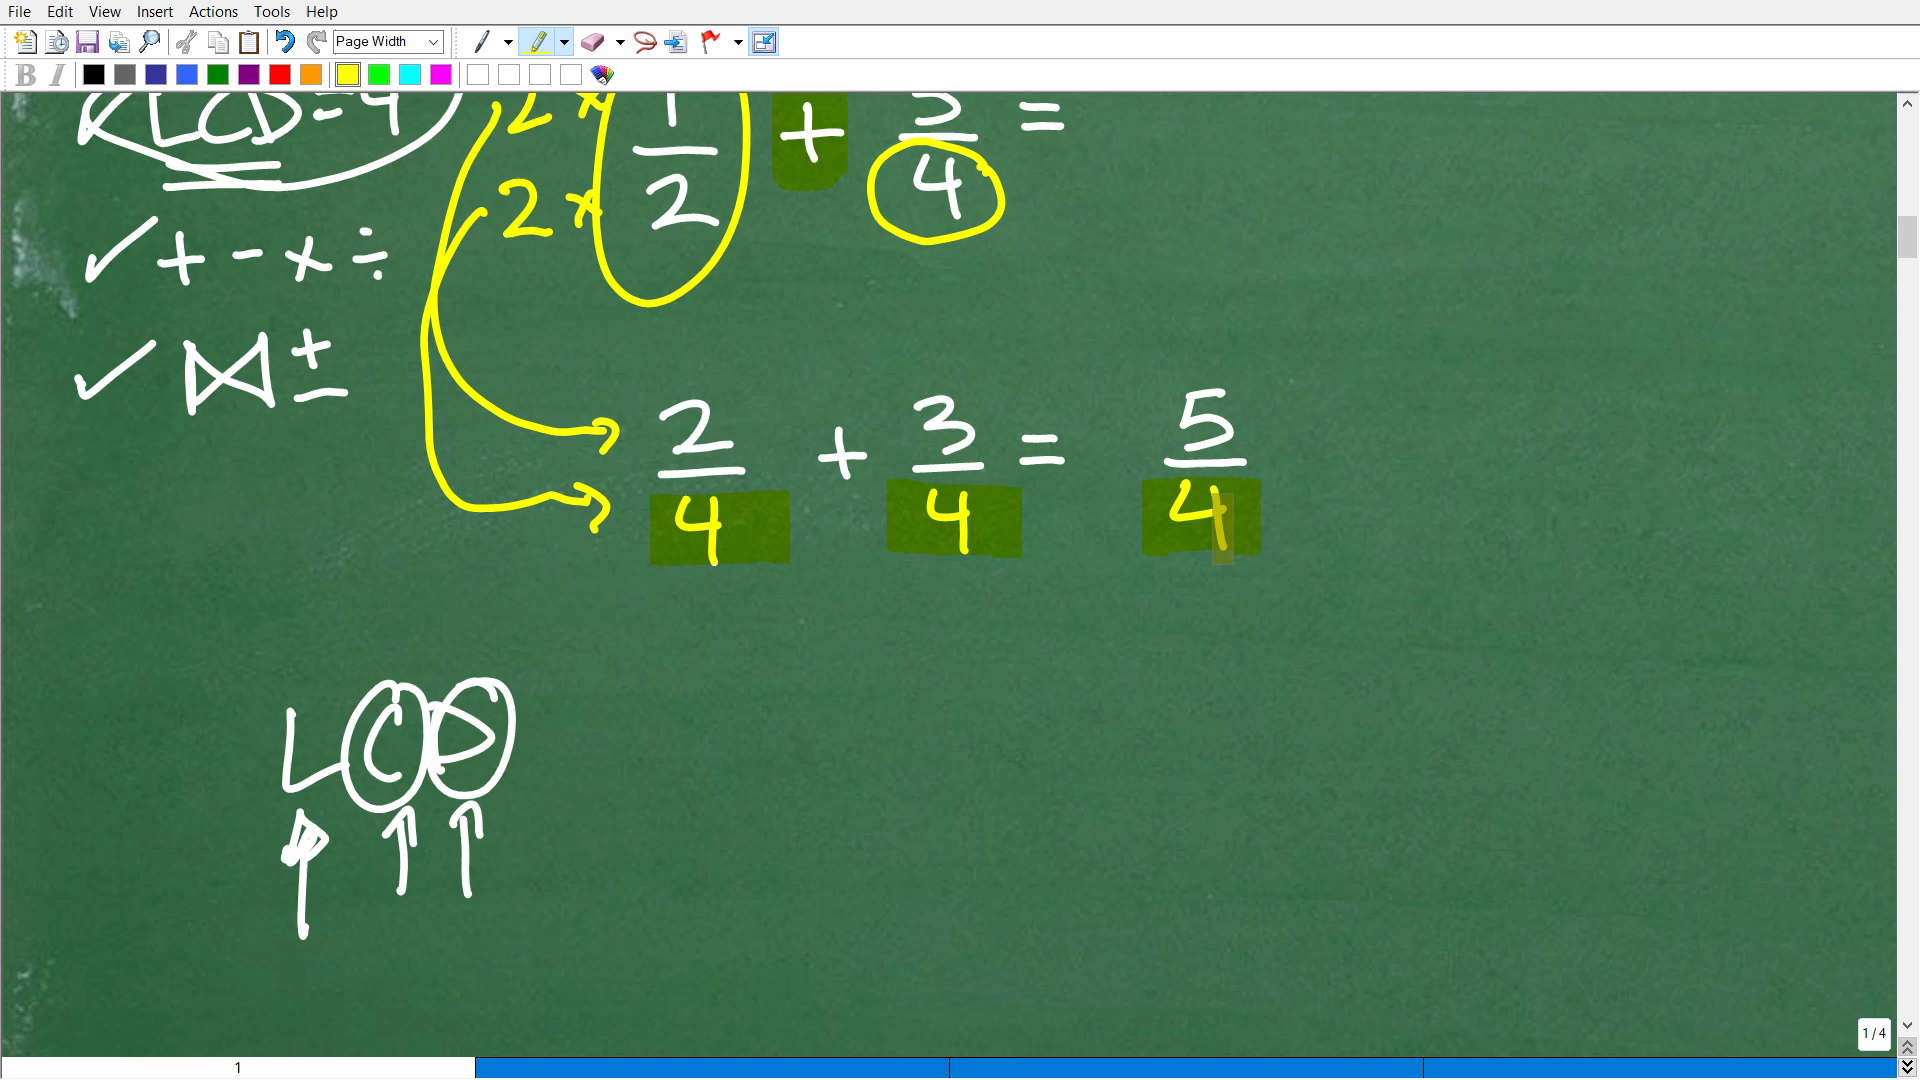 File Edit View Insert Actions Tools Help
Page Width
B I
LCD = 4
2 × 1/2 + 3/4 =
2 ×
✓ + - × ÷
✓ ⋈ ±
2/4 + 3/4 = 5/4
LCD
1 / 4
1